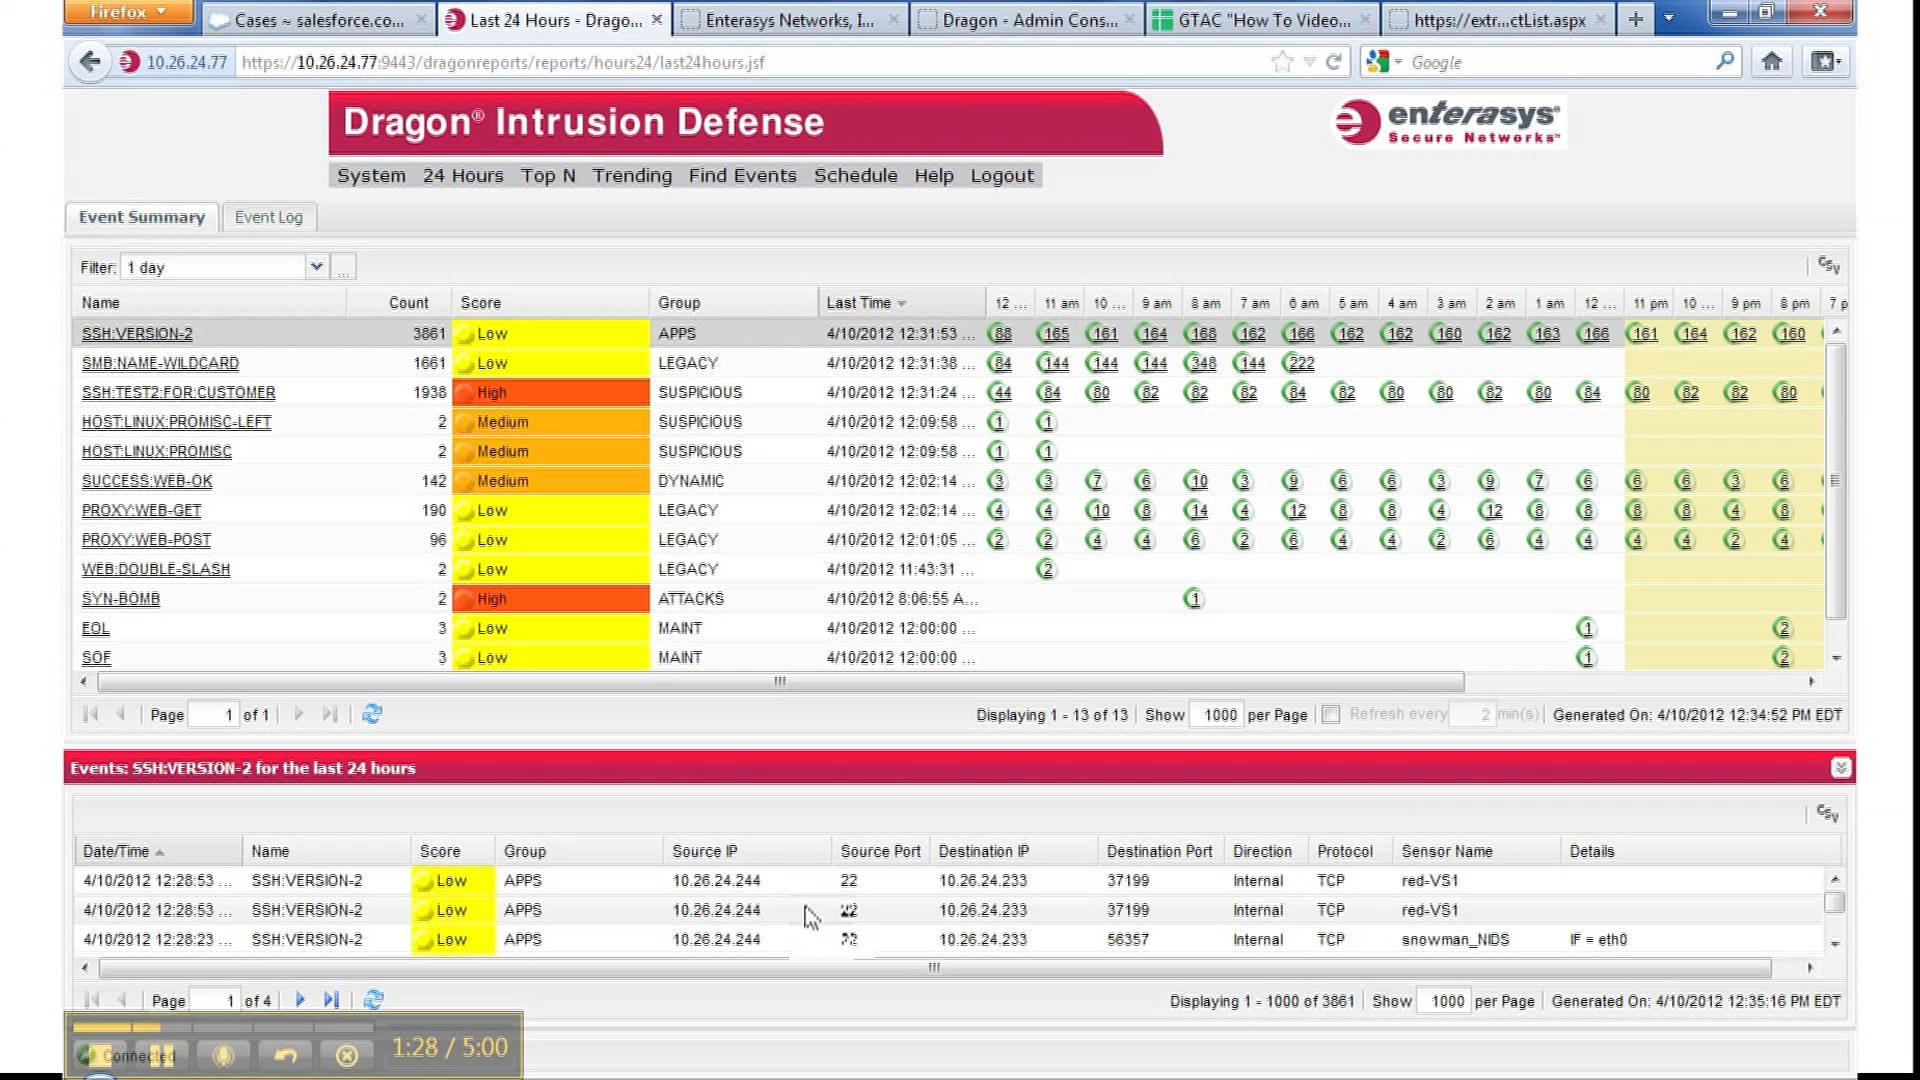 Firefox
Cases ~ salesforce.co...
Last 24 Hours - Drago...
Enterasys Networks, I...
Dragon - Admin Cons...
GTAC "How To Video...
https://extr...ctList.aspx
10.26.24.77
https://10.26.24.77:9443/dragonreports/reports/hours24/last24hours.jsf
Google
Dragon® Intrusion Defense
enterasys®
Secure Networks™
System 24 Hours Top N Trending Find Events Schedule Help Logout
Event Summary Event Log
Filter: 1 day ... CSV
Name Count Score Group Last Time 12 ... 11 am 10 ... 9 am 8 am 7 am 6 am 5 am 4 am 3 am 2 am 1 am 12 ... 11 pm 10 ... 9 pm 8 pm 7 p
SSH:VERSION-2 3861 Low APPS 4/10/2012 12:31:53 ... 88 165 161 164 168 162 166 162 162 160 162 163 166 161 164 162 160
SMB:NAME-WILDCARD 1661 Low LEGACY 4/10/2012 12:31:38 ... 84 144 144 144 348 144 222
SSH:TEST2:FOR:CUSTOMER 1938 High SUSPICIOUS 4/10/2012 12:31:24 ... 44 84 80 82 82 82 84 82 80 80 82 80 84 80 82 82 80
HOST:LINUX:PROMISC-LEFT 2 Medium SUSPICIOUS 4/10/2012 12:09:58 ... 1 1
HOST:LINUX:PROMISC 2 Medium SUSPICIOUS 4/10/2012 12:09:58 ... 1 1
SUCCESS:WEB-OK 142 Medium DYNAMIC 4/10/2012 12:02:14 ... 3 3 7 6 10 3 9 6 6 3 9 7 6 6 6 3 6
PROXY:WEB-GET 190 Low LEGACY 4/10/2012 12:02:14 ... 4 4 10 8 14 4 12 8 8 4 12 8 8 8 8 4 8
PROXY:WEB-POST 96 Low LEGACY 4/10/2012 12:01:05 ... 2 2 4 4 6 2 6 4 4 2 6 4 4 4 4 2 4
WEB:DOUBLE-SLASH 2 Low LEGACY 4/10/2012 11:43:31 ... 2
SYN-BOMB 2 High ATTACKS 4/10/2012 8:06:55 A... 1
EOL 3 Low MAINT 4/10/2012 12:00:00 ... 1 2
SOF 3 Low MAINT 4/10/2012 12:00:00 ... 1 2
Page 1 of 1 Displaying 1 - 13 of 13 Show 1000 per Page Refresh every 2 min(s) Generated On: 4/10/2012 12:34:52 PM EDT
Events: SSH:VERSION-2 for the last 24 hours
CSV
Date/Time Name Score Group Source IP Source Port Destination IP Destination Port Direction Protocol Sensor Name Details
4/10/2012 12:28:53 ... SSH:VERSION-2 Low APPS 10.26.24.244 22 10.26.24.233 37199 Internal TCP red-VS1
4/10/2012 12:28:53 ... SSH:VERSION-2 Low APPS 10.26.24.244 22 10.26.24.233 37199 Internal TCP red-VS1
4/10/2012 12:28:23 ... SSH:VERSION-2 Low APPS 10.26.24.244 22 10.26.24.233 56357 Internal TCP snowman_NIDS IF = eth0
Page 1 of 4 Displaying 1 - 1000 of 3861 Show 1000 per Page Generated On: 4/10/2012 12:35:16 PM EDT
Connected 1:28 / 5:00